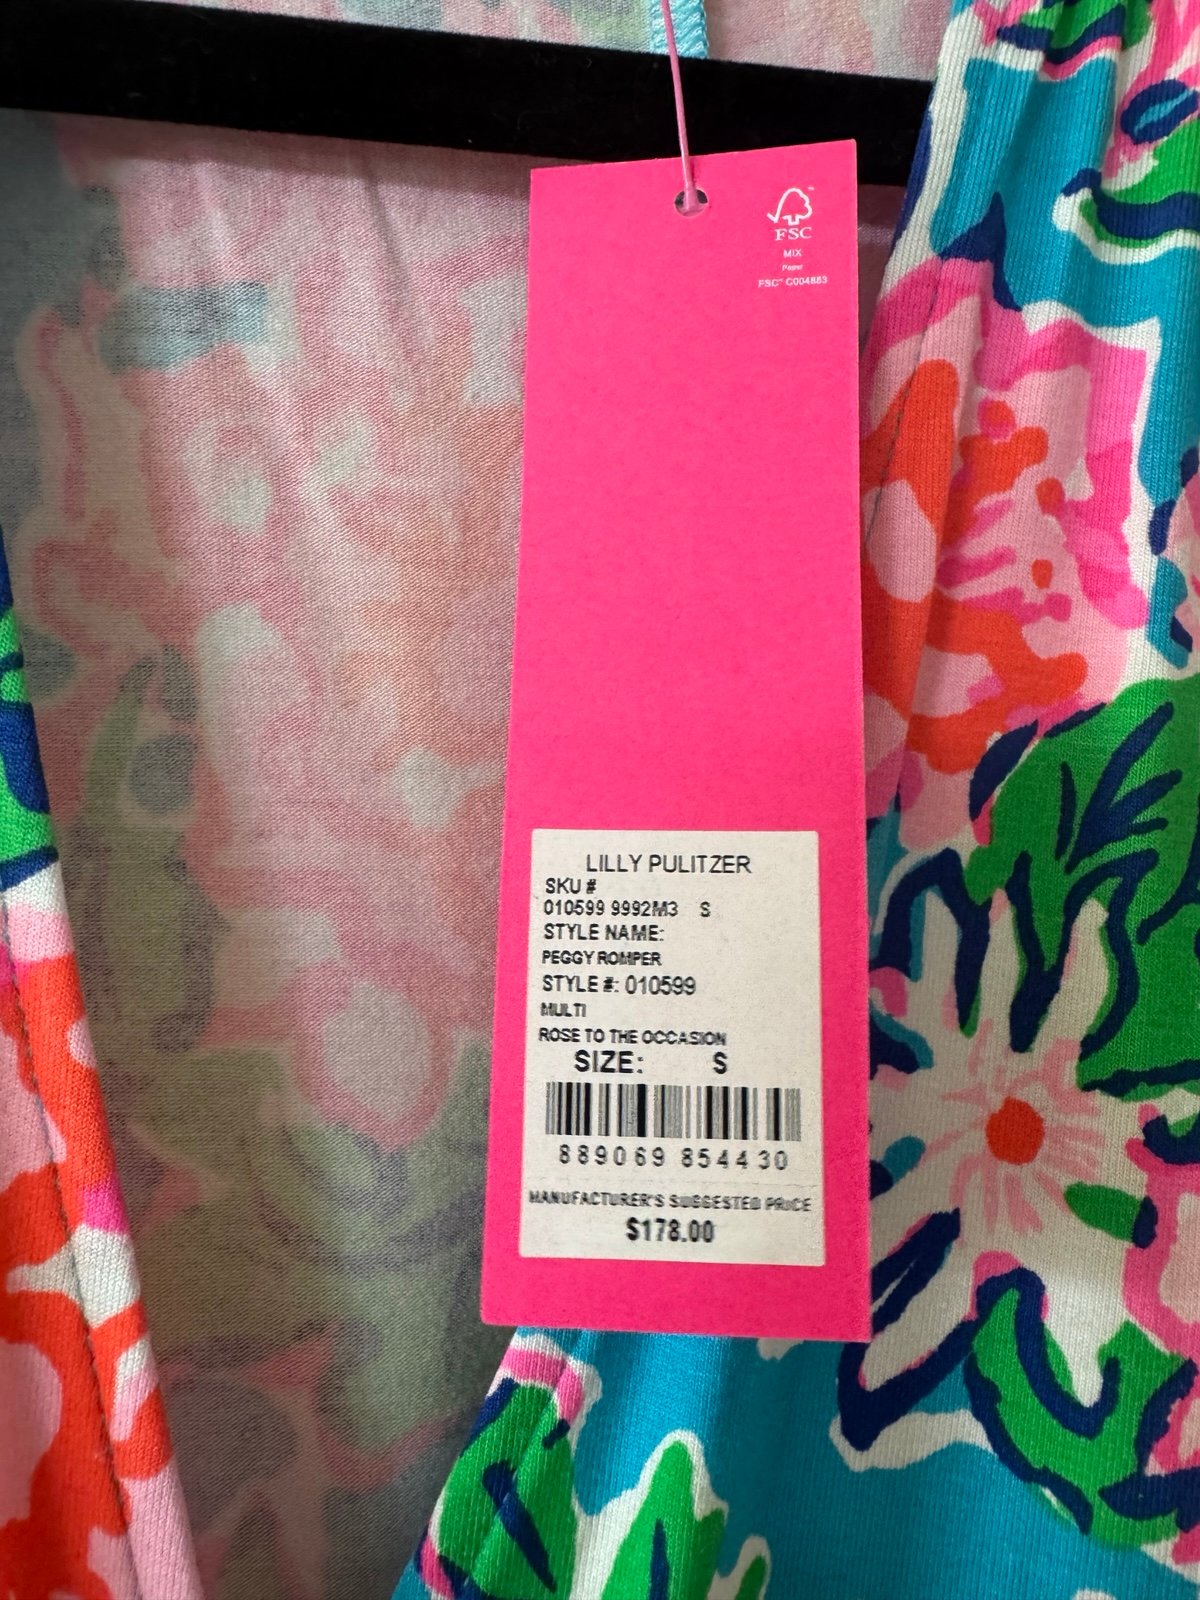 FSC
MIX
Paper
FSC® C004883
LILLY PULITZER
SKU #
010599 9992M3 S
STYLE NAME:
PEGGY ROMPER
STYLE #: 010599
MULTI
ROSE TO THE OCCASION
SIZE: S
889069 854430
MANUFACTURER'S SUGGESTED PRICE
$178.00